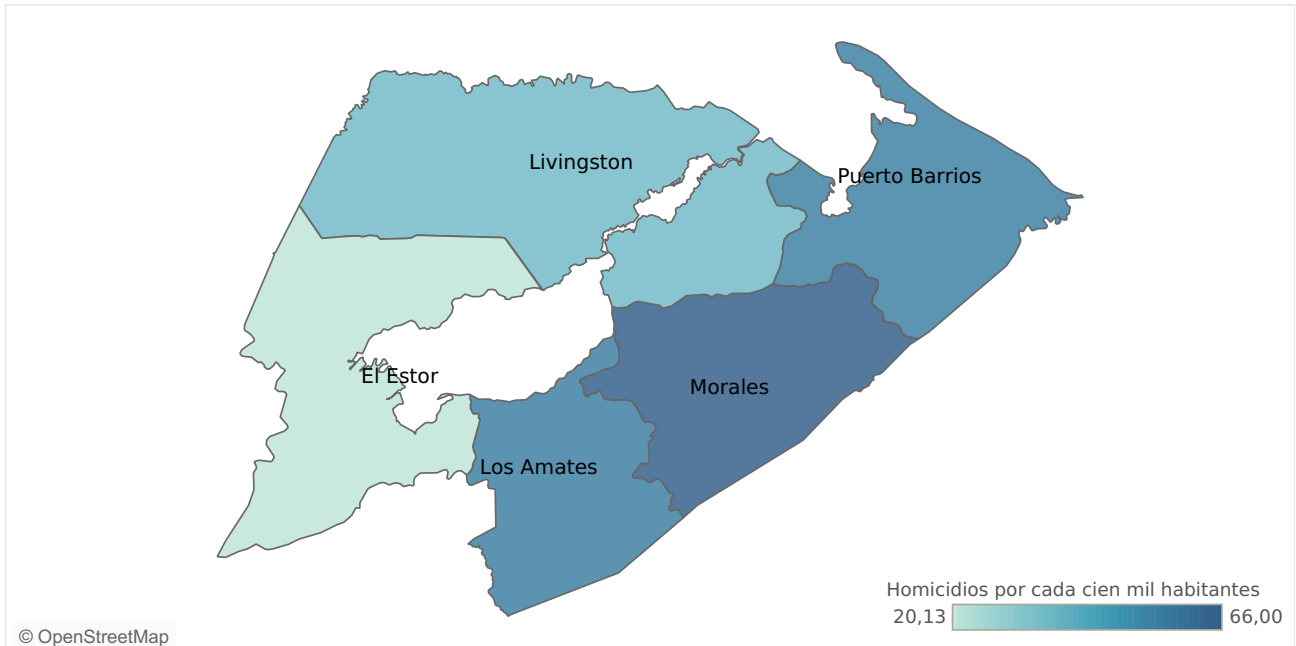 Livingston
Puerto Barrios
El Estor
Morales
Los Amates
Homicidios por cada cien mil habitantes
20,13 66,00
© OpenStreetMap